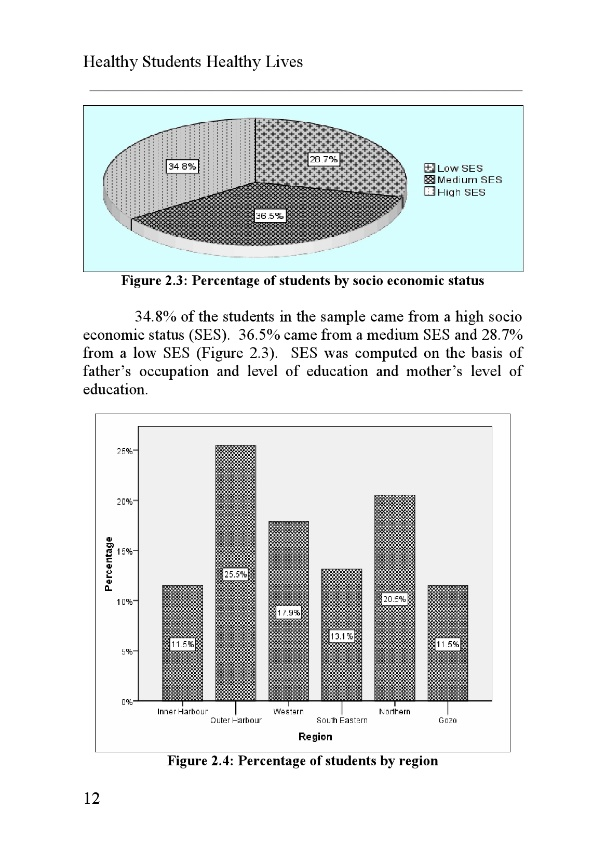 Healthy Students Healthy Lives
34.8%
28.7%
36.5%
Low SES
Medium SES
High SES
Figure 2.3: Percentage of students by socio economic status
34.8% of the students in the sample came from a high socio
economic status (SES). 36.5% came from a medium SES and 28.7%
from a low SES (Figure 2.3). SES was computed on the basis of
father’s occupation and level of education and mother’s level of
education.
Percentage
25%
20%
15%
10%
5%
0%
11.5%
25.5%
17.9%
13.1%
20.5%
11.5%
Inner Harbour
Outer Harbour
Western
South Eastern
Northern
Gozo
Region
Figure 2.4: Percentage of students by region
12